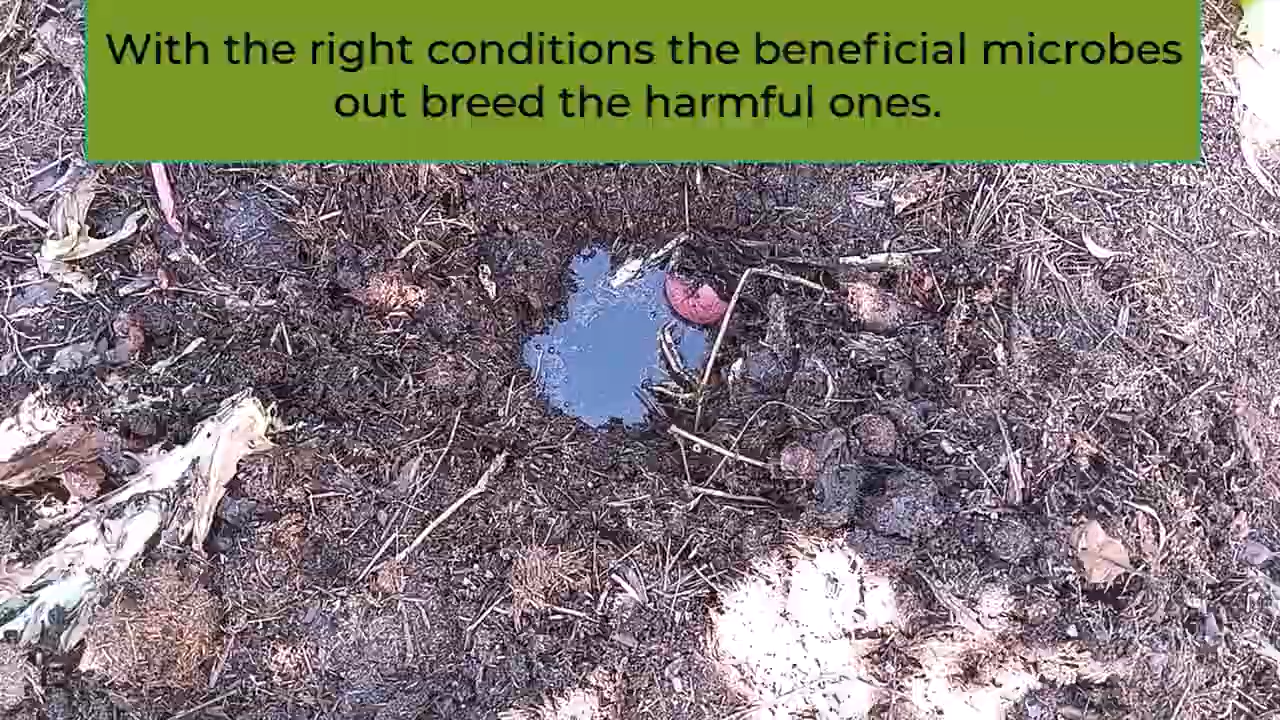 With the right conditions the beneficial microbes
out breed the harmful ones.